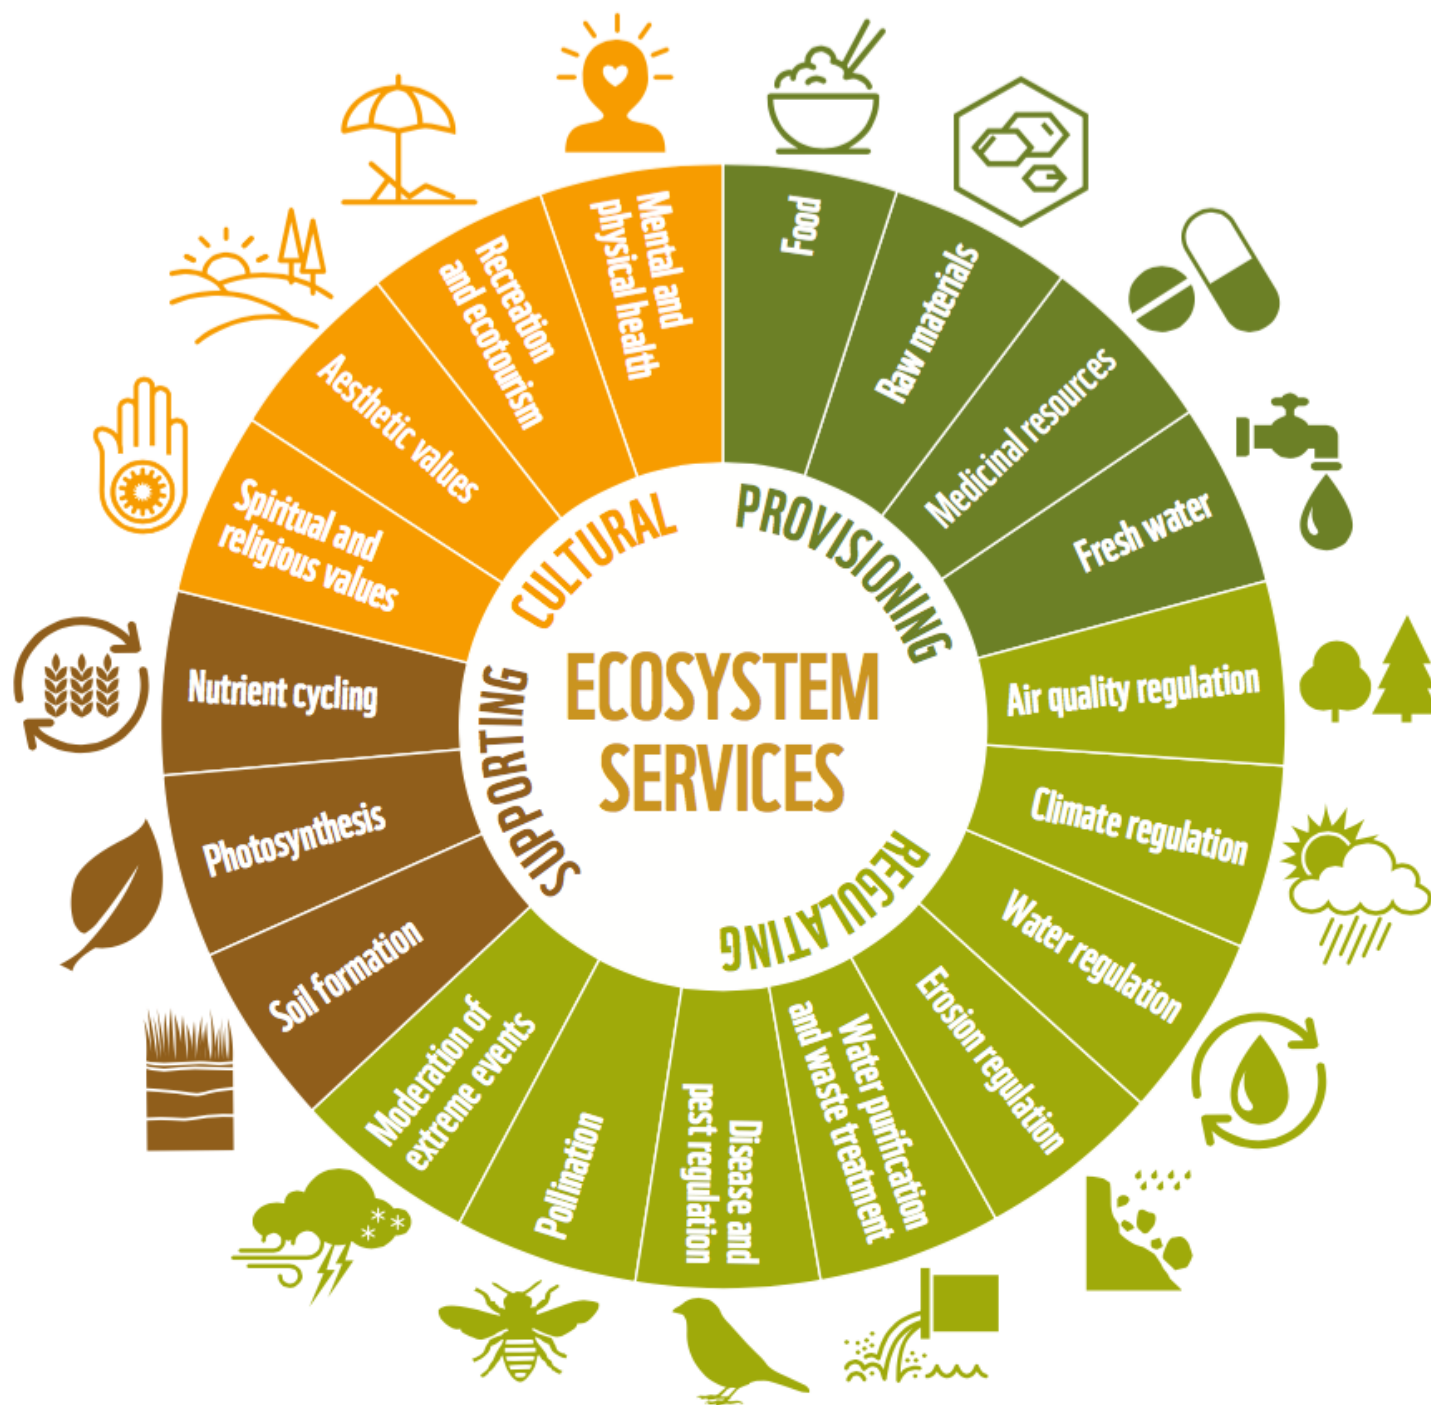 ECOSYSTEM
SERVICES
PROVISIONING
Food
Raw materials
Medicinal resources
Fresh water
REGULATING
Air quality regulation
Climate regulation
Water regulation
Erosion regulation
Water purification
and waste treatment
Disease and
pest regulation
Pollination
Moderation of
extreme events
SUPPORTING
Soil formation
Photosynthesis
Nutrient cycling
CULTURAL
Spiritual and
religious values
Aesthetic values
Recreation
and ecotourism
Mental and
physical health